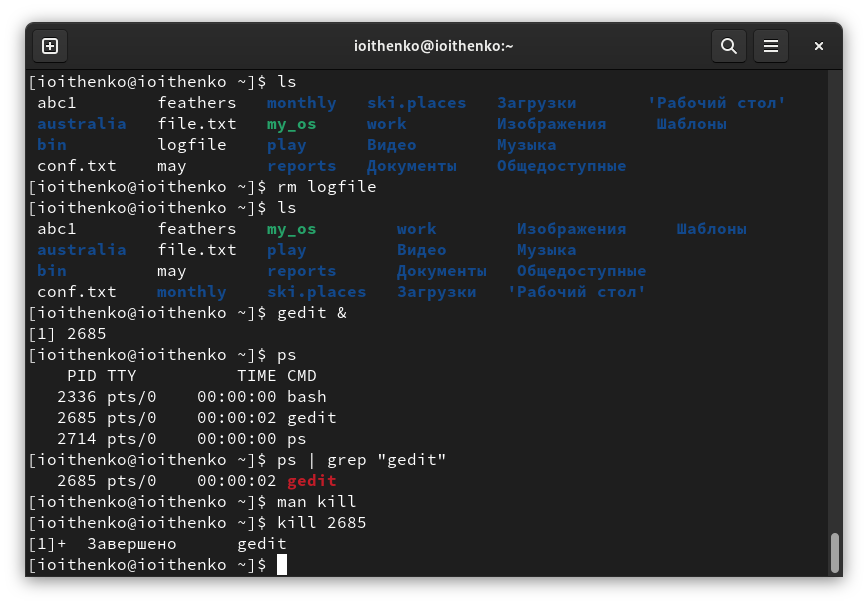 ioithenko@ioithenko:~
[ioithenko@ioithenko ~]$ ls
 abc1        feathers   monthly   ski.places   Загрузки       'Рабочий стол'
 australia   file.txt   my_os     work         Изображения     Шаблоны
 bin         logfile    play      Видео        Музыка
 conf.txt    may        reports   Документы    Общедоступные
[ioithenko@ioithenko ~]$ rm logfile
[ioithenko@ioithenko ~]$ ls
 abc1        feathers   my_os        work        Изображения     Шаблоны
 australia   file.txt   play         Видео       Музыка
 bin         may        reports      Документы   Общедоступные
 conf.txt    monthly    ski.places   Загрузки   'Рабочий стол'
[ioithenko@ioithenko ~]$ gedit &
[1] 2685
[ioithenko@ioithenko ~]$ ps
    PID TTY          TIME CMD
   2336 pts/0    00:00:00 bash
   2685 pts/0    00:00:02 gedit
   2714 pts/0    00:00:00 ps
[ioithenko@ioithenko ~]$ ps | grep "gedit"
   2685 pts/0    00:00:02 gedit
[ioithenko@ioithenko ~]$ man kill
[ioithenko@ioithenko ~]$ kill 2685
[1]+  Завершено      gedit
[ioithenko@ioithenko ~]$